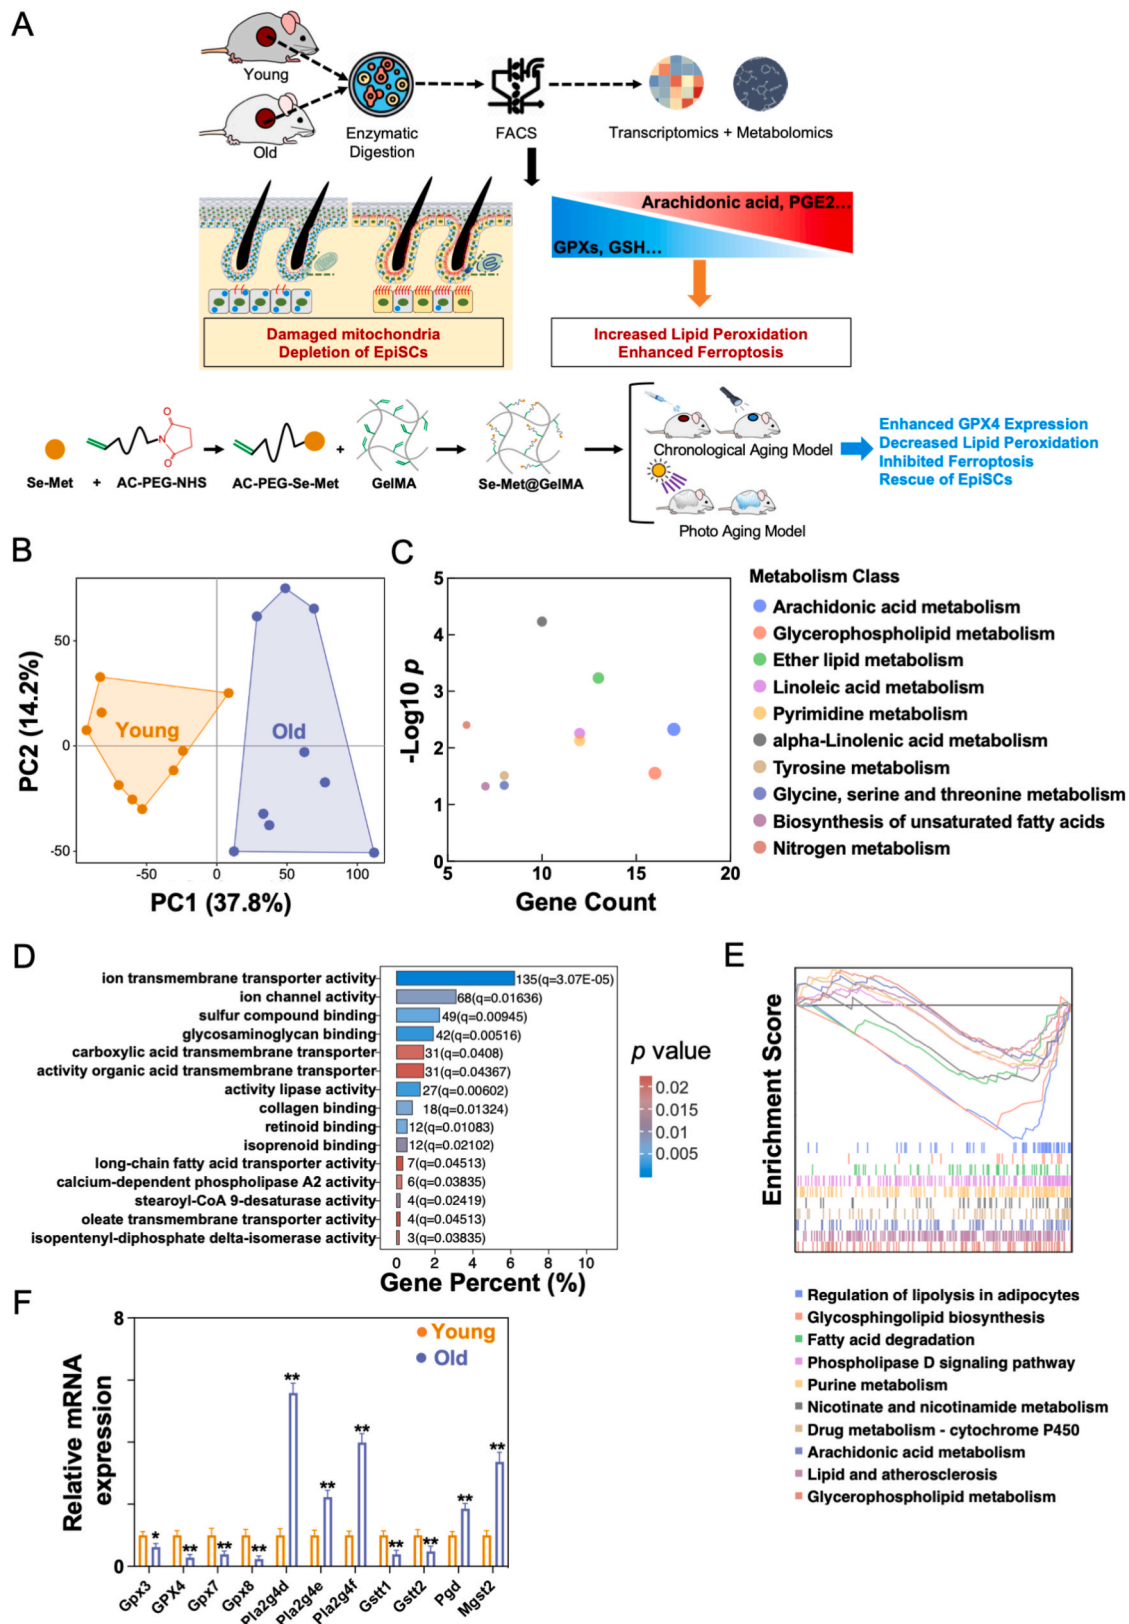 A
Young
Old
Enzymatic
Digestion
FACS
Transcriptomics + Metabolomics
Arachidonic acid, PGE2...
GPXs, GSH...
Damaged mitochondria
Depletion of EpiSCs
Increased Lipid Peroxidation
Enhanced Ferroptosis
Se-Met + AC-PEG-NHS
AC-PEG-Se-Met
+
GelMA
Se-Met@GelMA
Chronological Aging Model
Photo Aging Model
Enhanced GPX4 Expression
Decreased Lipid Peroxidation
Inhibited Ferroptosis
Rescue of EpiSCs
B
PC2 (14.2%)
50
0
-50
Young
Old
-50 0 50 100
PC1 (37.8%)
C
-Log10 p
5
4
3
2
1
0
5 10 15 20
Gene Count
Metabolism Class
Arachidonic acid metabolism
Glycerophospholipid metabolism
Ether lipid metabolism
Linoleic acid metabolism
Pyrimidine metabolism
alpha-Linolenic acid metabolism
Tyrosine metabolism
Glycine, serine and threonine metabolism
Biosynthesis of unsaturated fatty acids
Nitrogen metabolism
D
ion transmembrane transporter activity 135(q=3.07E-05)
ion channel activity 68(q=0.01636)
sulfur compound binding 49(q=0.00945)
glycosaminoglycan binding 42(q=0.00516)
carboxylic acid transmembrane transporter 31(q=0.0408)
activity organic acid transmembrane transporter 31(q=0.04367)
activity lipase activity 27(q=0.00602)
collagen binding 18(q=0.01324)
retinoid binding 12(q=0.01083)
isoprenoid binding 12(q=0.02102)
long-chain fatty acid transporter activity 7(q=0.04513)
calcium-dependent phospholipase A2 activity 6(q=0.03835)
stearoyl-CoA 9-desaturase activity 4(q=0.02419)
oleate transmembrane transporter activity 4(q=0.04513)
isopentenyl-diphosphate delta-isomerase activity 3(q=0.03835)
0 2 4 6 8 10
Gene Percent (%)
p value
0.02
0.015
0.01
0.005
E
Enrichment Score
Regulation of lipolysis in adipocytes
Glycosphingolipid biosynthesis
Fatty acid degradation
Phospholipase D signaling pathway
Purine metabolism
Nicotinate and nicotinamide metabolism
Drug metabolism - cytochrome P450
Arachidonic acid metabolism
Lipid and atherosclerosis
Glycerophospholipid metabolism
F
Relative mRNA
expression
8
0
Young
Old
* ** ** ** ** ** ** ** ** ** **
Gpx3 GPX4 Gpx7 Gpx8 Pla2g4d Pla2g4e Pla2g4f Gstt1 Gstt2 Pgd Mgst2